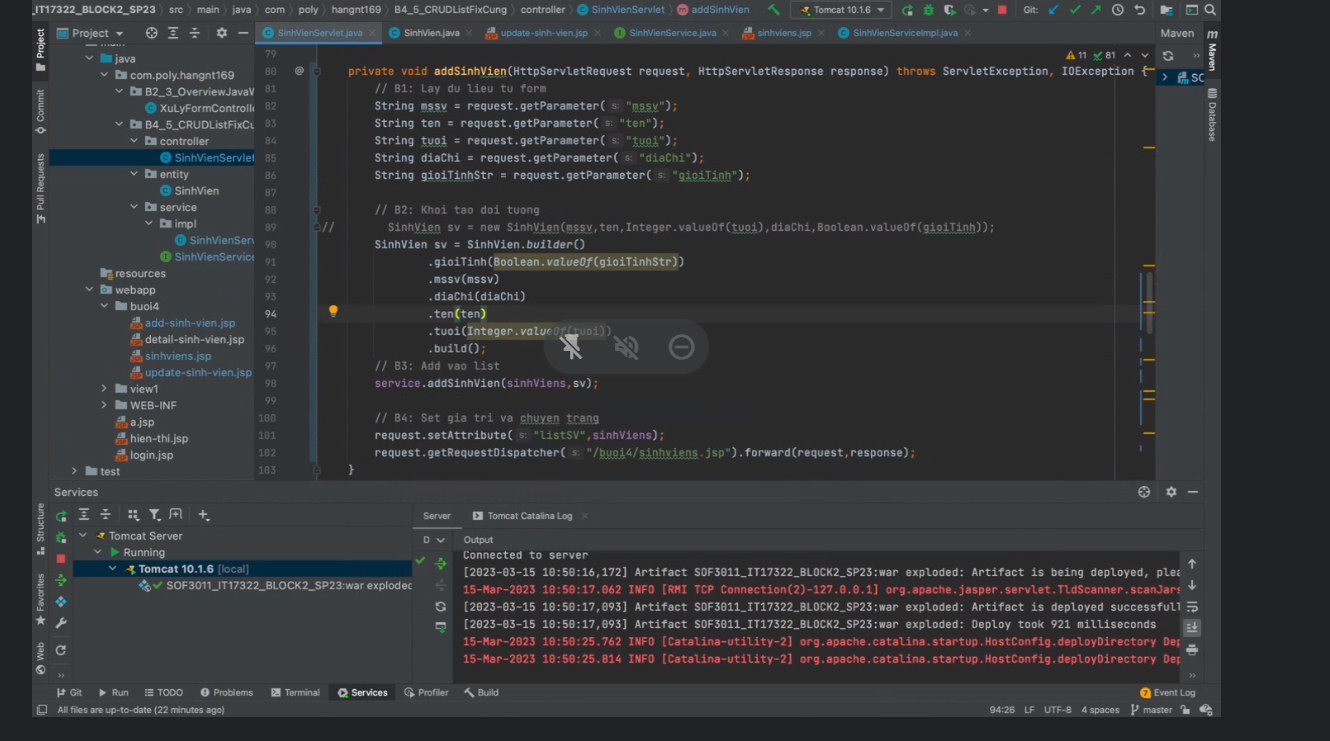 _IT17322_BLOCK2_SP23 src main java com poly hangnt169 B4_5_CRUDListFixCung controller SinhVienServlet addSinhVien Tomcat 10.1.6 Git:
Project SinhVienServlet.java SinhVien.java update-sinh-vien.jsp SinhVienService.java sinhviens.jsp SinhVienServiceImpl.java Maven
java
com.poly.hangnt169
B2_3_OverviewJavaW
XuLyFormControlle
B4_5_CRUDListFixCu
controller
SinhVienServlet
entity
SinhVien
service
impl
SinhVienServ
SinhVienService
resources
webapp
buoi4
add-sinh-vien.jsp
detail-sinh-vien.jsp
sinhviens.jsp
update-sinh-vien.jsp
view1
WEB-INF
a.jsp
hien-thi.jsp
login.jsp
test
Project
Commit
Pull Requests
Structure
Favorites
Web
79
80 @ private void addSinhVien(HttpServletRequest request, HttpServletResponse response) throws ServletException, IOException {
81 // B1: Lay du lieu tu form
82 String mssv = request.getParameter( s: "mssv");
83 String ten = request.getParameter( s: "ten");
84 String tuoi = request.getParameter( s: "tuoi");
85 String diaChi = request.getParameter( s: "diaChi");
86 String gioiTinhStr = request.getParameter( s: "gioiTinh");
87
88 // B2: Khoi tao doi tuong
89 // SinhVien sv = new SinhVien(mssv,ten,Integer.valueOf(tuoi),diaChi,Boolean.valueOf(gioiTinh));
90 SinhVien sv = SinhVien.builder()
91 .gioiTinh(Boolean.valueOf(gioiTinhStr))
92 .mssv(mssv)
93 .diaChi(diaChi)
94 .ten(ten)
95 .tuoi(Integer.valueOf(tuoi))
96 .build();
97 // B3: Add vao list
98 service.addSinhVien(sinhViens,sv);
99
100 // B4: Set gia tri va chuyen trang
101 request.setAttribute( s: "listSV",sinhViens);
102 request.getRequestDispatcher( s: "/buoi4/sinhviens.jsp").forward(request,response);
103 }
11 81
SO
Maven
Database
Services
Tomcat Server
Running
Tomcat 10.1.6 [local]
SOF3011_IT17322_BLOCK2_SP23:war exploded
Server Tomcat Catalina Log
D Output
Connected to server
[2023-03-15 10:50:16,172] Artifact SOF3011_IT17322_BLOCK2_SP23:war exploded: Artifact is being deployed, plea
15-Mar-2023 10:50:17.062 INFO [RMI TCP Connection(2)-127.0.0.1] org.apache.jasper.servlet.TldScanner.scanJars
[2023-03-15 10:50:17,093] Artifact SOF3011_IT17322_BLOCK2_SP23:war exploded: Artifact is deployed successfull
[2023-03-15 10:50:17,093] Artifact SOF3011_IT17322_BLOCK2_SP23:war exploded: Deploy took 921 milliseconds
15-Mar-2023 10:50:25.762 INFO [Catalina-utility-2] org.apache.catalina.startup.HostConfig.deployDirectory Dep
15-Mar-2023 10:50:25.814 INFO [Catalina-utility-2] org.apache.catalina.startup.HostConfig.deployDirectory Dep
Git Run TODO Problems Terminal Services Profiler Build 7 Event Log
All files are up-to-date (22 minutes ago) 94:26 LF UTF-8 4 spaces master